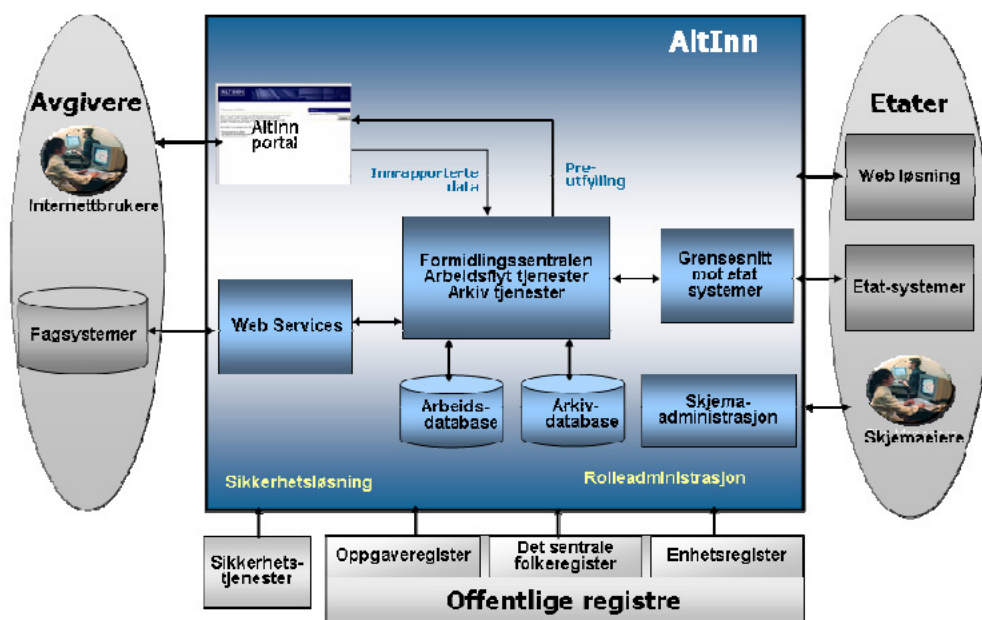 AltInn
Avgivere
Internettbrukere
Fagsystemer
ALTINN
AltInn
portal
Innrapporterte
data
Pre-
utfylling
Formidlingssentralen
Arbeidsflyt tjenester
Arkiv tjenester
Grensesnitt
mot etat
systemer
Web Services
Arbeids-
database
Arkiv-
database
Skjema-
administrasjon
Sikkerhetsløsning
Rolleadministrasjon
Etater
Web løsning
Etat-systemer
Skjemaeiere
Sikkerhets-
tjenester
Oppgaveregister
Det sentrale
folkeregister
Enhetsregister
Offentlige registre